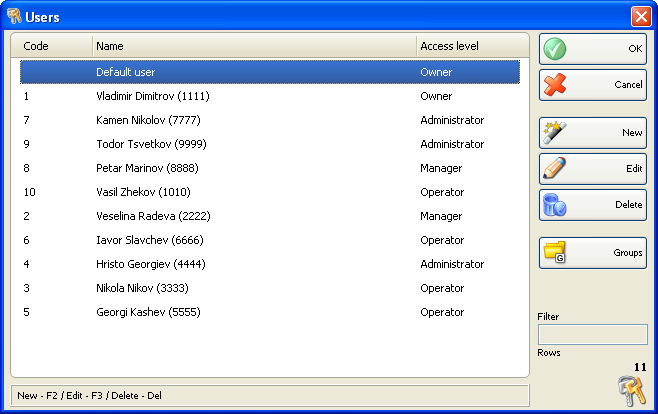 Users
Code Name Access level
Default user Owner
1 Vladimir Dimitrov (1111) Owner
7 Kamen Nikolov (7777) Administrator
9 Todor Tsvetkov (9999) Administrator
8 Petar Marinov (8888) Manager
10 Vasil Zhekov (1010) Operator
2 Veselina Radeva (2222) Manager
6 Iavor Slavchev (6666) Operator
4 Hristo Georgiev (4444) Administrator
3 Nikola Nikov (3333) Operator
5 Georgi Kashev (5555) Operator
New - F2 / Edit - F3 / Delete - Del
OK
Cancel
New
Edit
Delete
G Groups
Filter
Rows
11